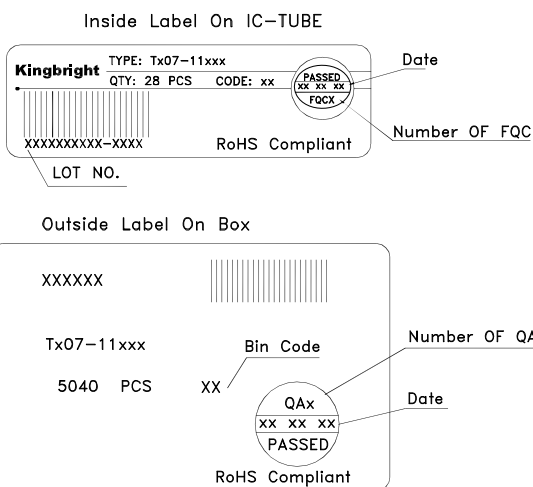 Inside Label On IC-TUBE
Kingbright
TYPE: Tx07-11xxx
QTY: 28 PCS CODE: xx
PASSED
xx xx xx
FQCX
Date
Number OF FQC
XXXXXXXXXX-XXXX
RoHS Compliant
LOT NO.
Outside Label On Box
XXXXXX
Tx07-11xxx
Bin Code
5040 PCS XX
Number OF QA
QAx
xx xx xx
PASSED
Date
RoHS Compliant